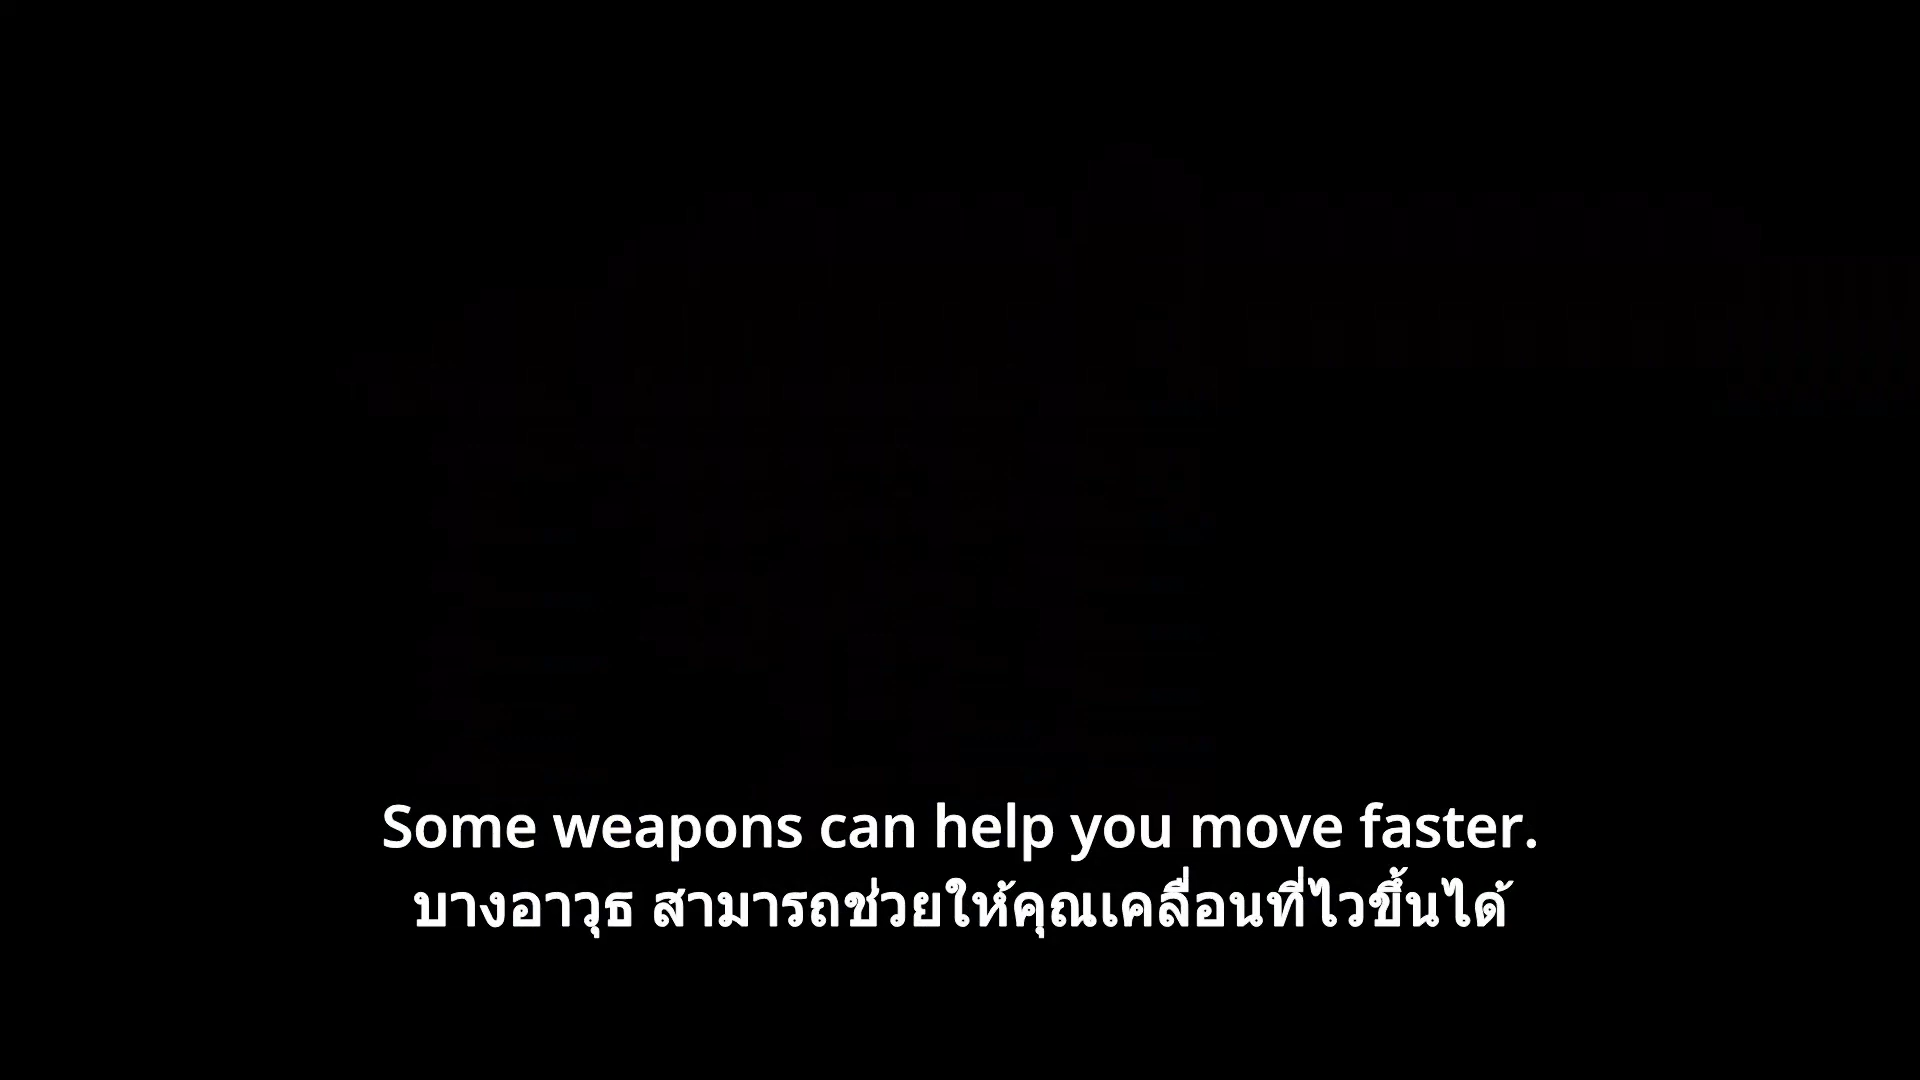 Some weapons can help you move faster.
บางอาวุธ สามารถช่วยให้คุณเคลื่อนที่ไวขึ้นได้